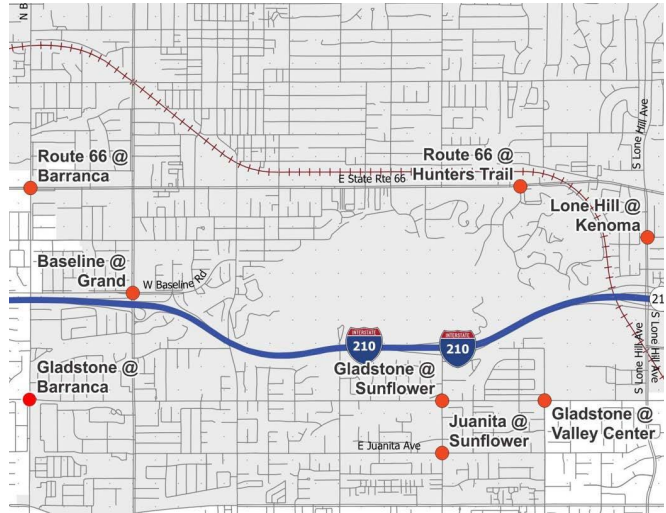 N B
S Lone Hill Ave
Route 66 @
Barranca
E State Rte 66
Route 66 @
Hunters Trail
Lone Hill @
Kenoma
Baseline @
Grand
W Baseline Rd
21
INTERSTATE
210
INTERSTATE
210
S Lone Hill Ave
S Lone Hill Ave
Gladstone @
Barranca
Gladstone @
Sunflower
Juanita @
Sunflower
Gladstone @
Valley Center
E Juanita Ave